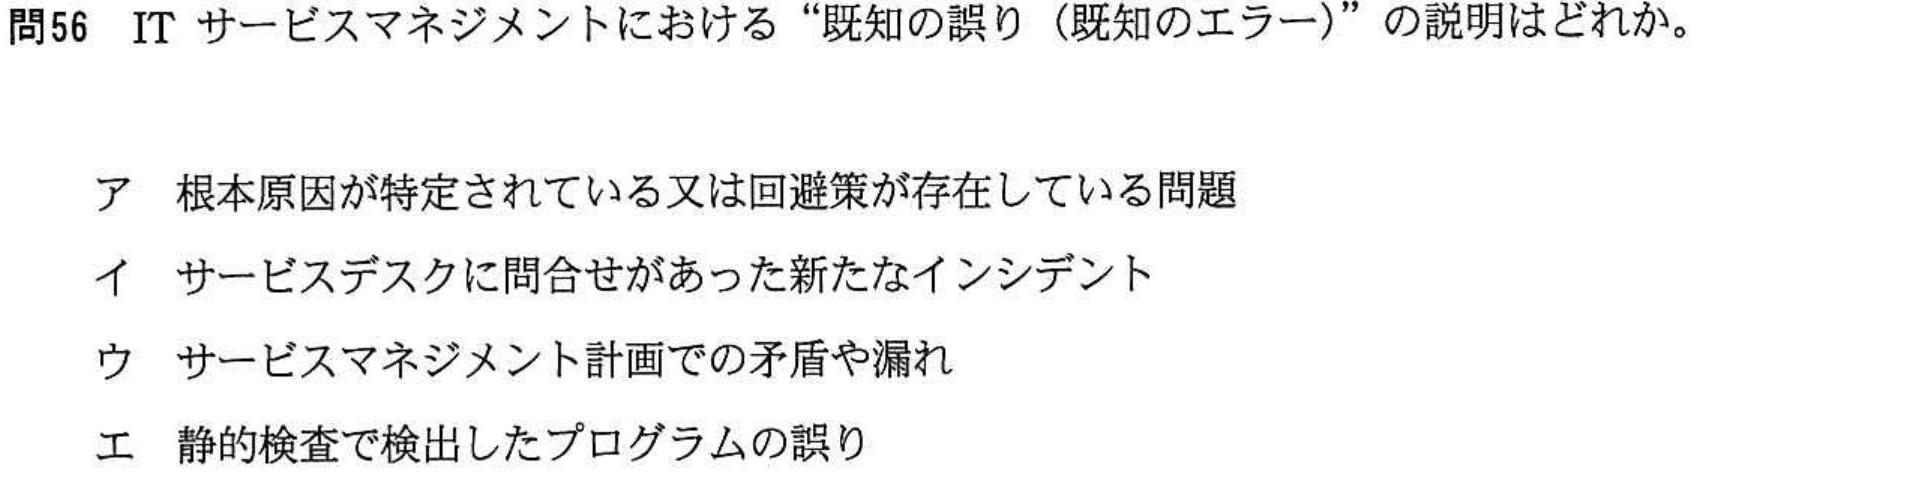 問56 IT サービスマネジメントにおける“既知の誤り（既知のエラー）”の説明はどれか。
ア 根本原因が特定されている又は回避策が存在している問題
イ サービスデスクに問合せがあった新たなインシデント
ウ サービスマネジメント計画での矛盾や漏れ
エ 静的検査で検出したプログラムの誤り